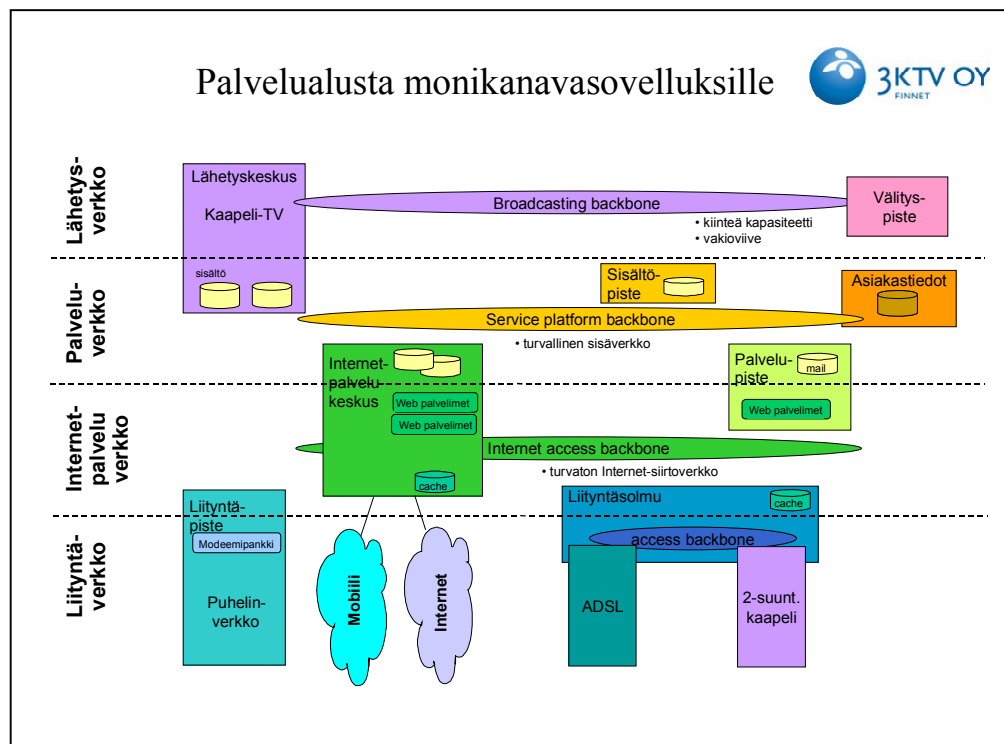 Palvelualusta monikanavasovelluksille
3KTV OY
FINNET
Lähetys-
verkko
Lähetyskeskus
Kaapeli-TV
Broadcasting backbone
• kiinteä kapasiteetti
• vakioviive
Välitys-
piste
Palvelu-
verkko
sisältö
Sisältö-
piste
Asiakastiedot
Service platform backbone
• turvallinen sisäverkko
Internet-
palvelu-
keskus
Web palvelimet
Web palvelimet
cache
Palvelu-
piste
mail
Web palvelimet
Internet-
palvelu
verkko
Internet access backbone
• turvaton Internet-siirtoverkko
Liityntä-
verkko
Liityntä-
piste
Modeemipankki
Puhelin-
verkko
Mobiili
Internet
Liityntäsolmu
cache
access backbone
ADSL
2-suunt.
kaapeli